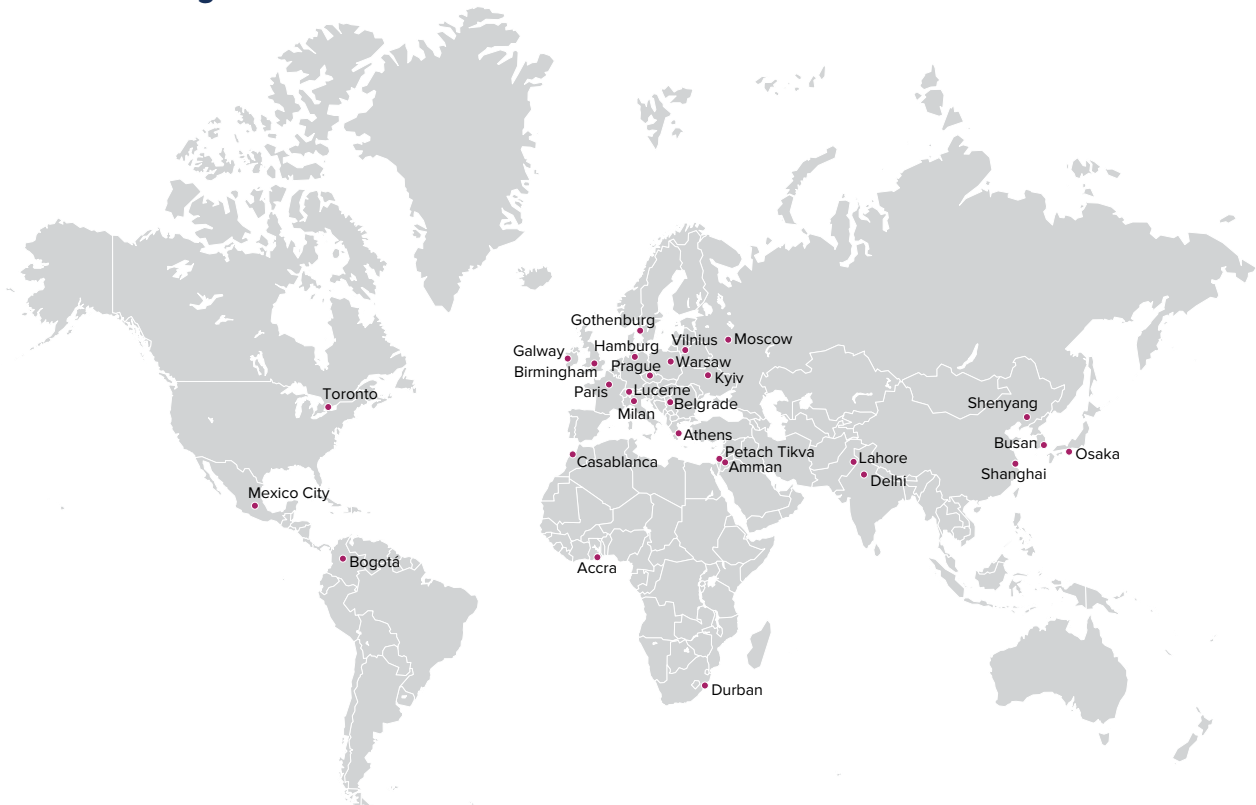 Gothenburg
Vilnius
Moscow
Hamburg
Galway
Warsaw
Prague
Birmingham
Kyiv
Paris
Lucerne
Toronto
Belgrade
Shenyang
Milan
Athens
Busan
Petach Tikva
Osaka
Lahore
Casablanca
Amman
Shanghai
Delhi
Mexico City
Bogotá
Accra
Durban